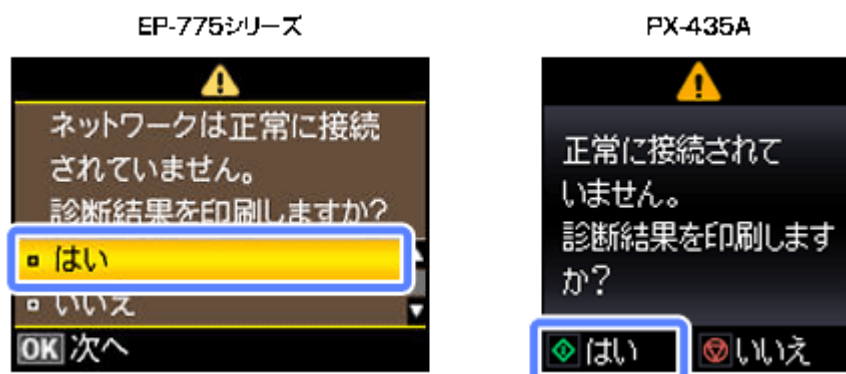 EP-775シリーズ
ネットワークは正常に接続
されていません。
診断結果を印刷しますか?
はい
いいえ
OK 次へ
PX-435A
正常に接続されて
いません。
診断結果を印刷します
か?
はい いいえ